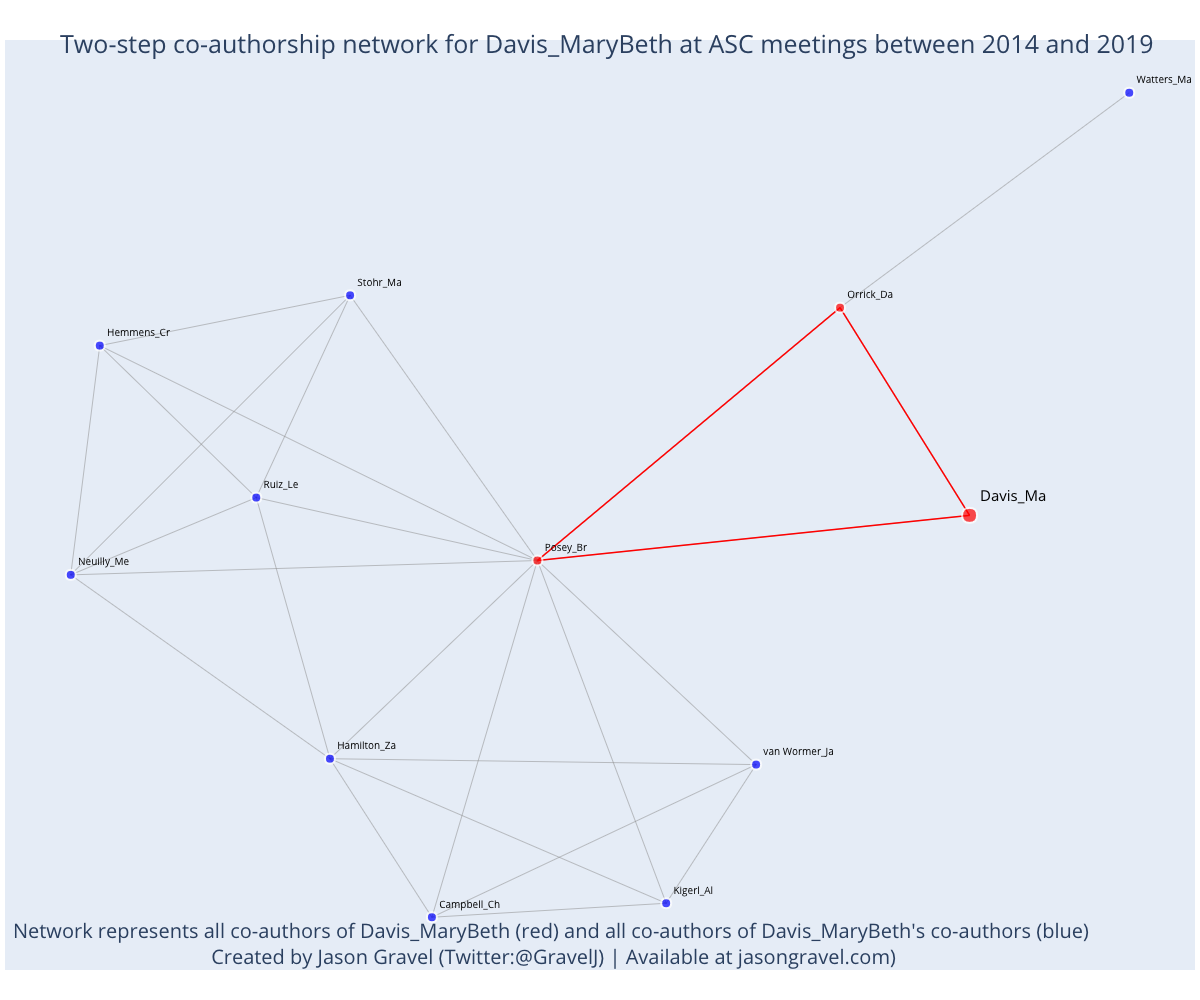 Two-step co-authorship network for Davis_MaryBeth at ASC meetings between 2014 and 2019
Watters_Ma
Stohr_Ma
Orrick_Da
Hemmens_Cr
Ruiz_Le
Davis_Ma
Posey_Br
Neuilly_Me
Hamilton_Za
van Wormer_Ja
Kigerl_Al
Campbell_Ch
Network represents all co-authors of Davis_MaryBeth (red) and all co-authors of Davis_MaryBeth's co-authors (blue)
Created by Jason Gravel (Twitter:@GravelJ) | Available at jasongravel.com)